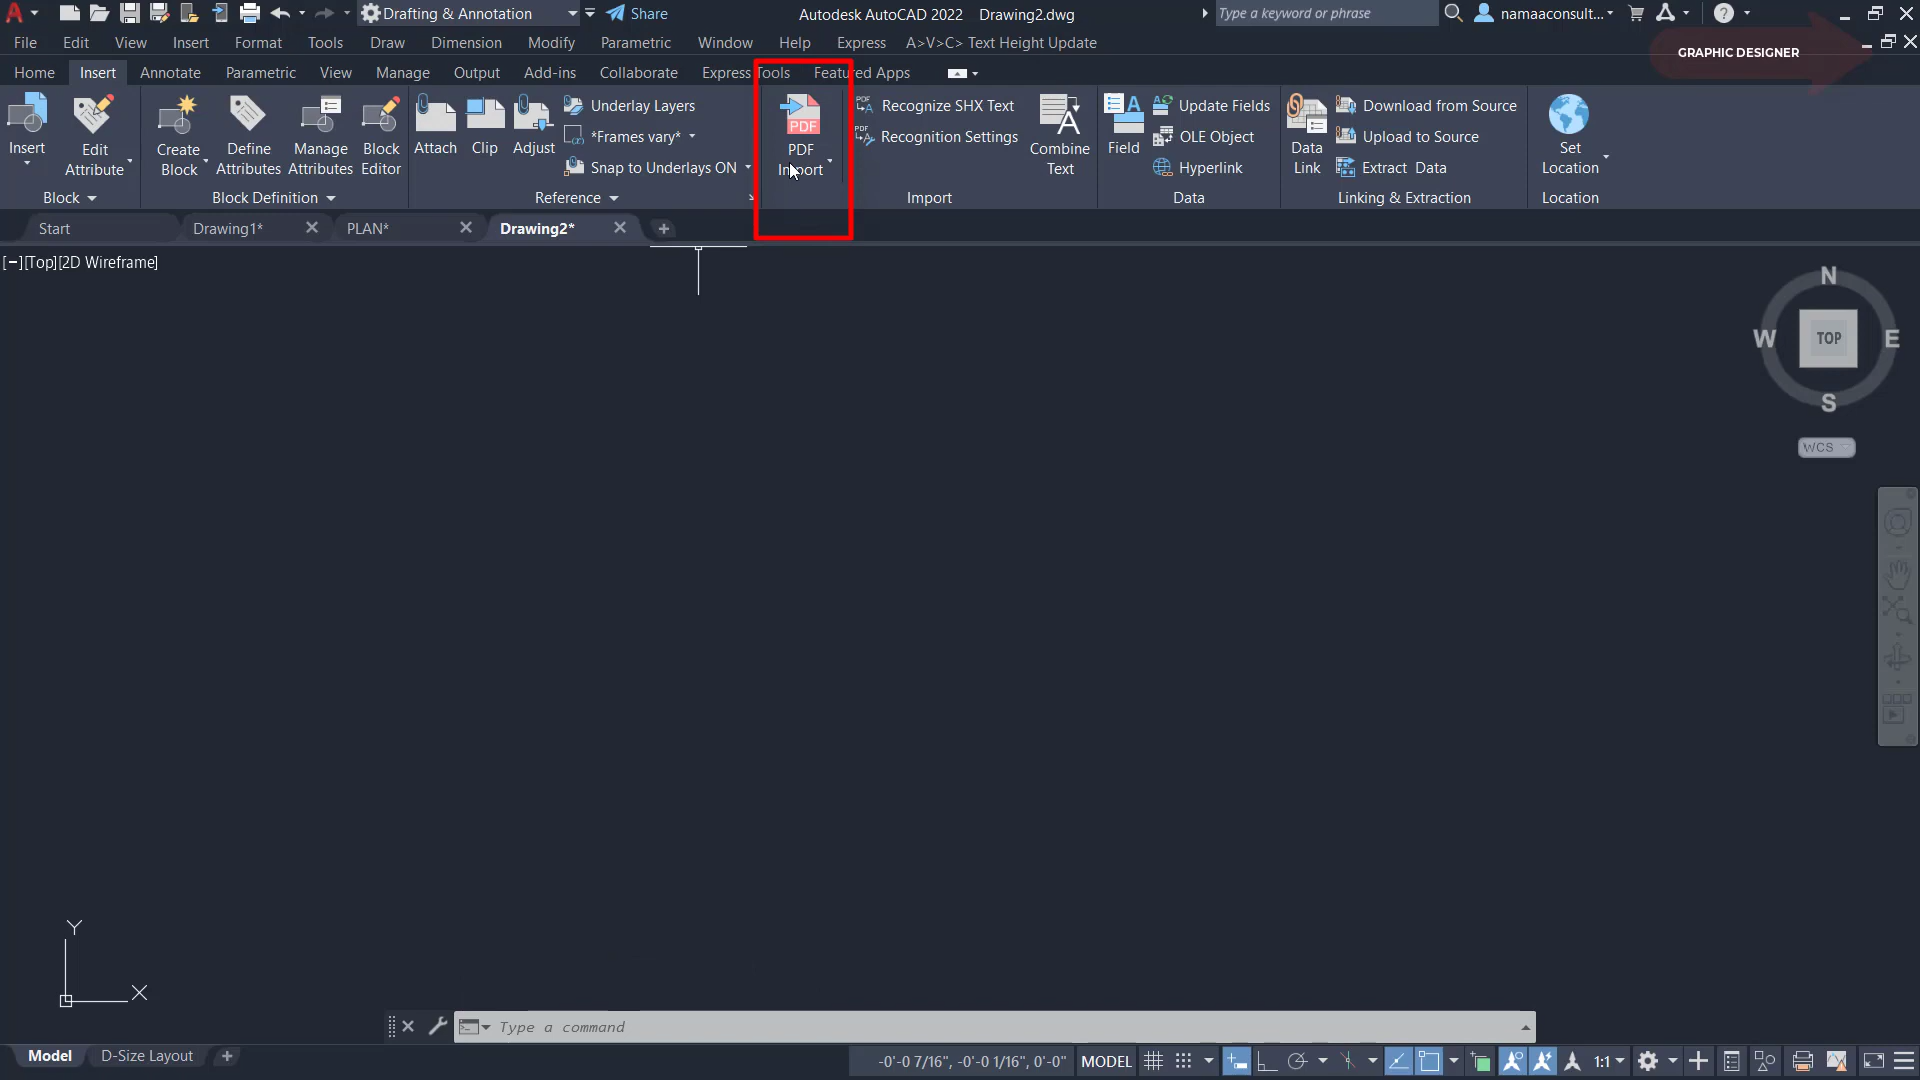 Drafting & Annotation Share Autodesk AutoCAD 2022 Drawing2.dwg Type a keyword or phrase namaaconsult...
File Edit View Insert Format Tools Draw Dimension Modify Parametric Window Help Express A>V>C> Text Height Update
GRAPHIC DESIGNER
Home Insert Annotate Parametric View Manage Output Add-ins Collaborate Express Tools Featured Apps
Insert
Edit
Attribute
Block
Create
Block
Define
Attributes
Manage
Attributes
Block
Editor
Block Definition
Attach
Clip
Adjust
Underlay Layers
*Frames vary*
Snap to Underlays ON
Reference
PDF
PDF
Import
Recognize SHX Text
Recognition Settings
Combine
Text
Import
Field
Update Fields
OLE Object
Hyperlink
Data
Data
Link
Download from Source
Upload to Source
Extract Data
Linking & Extraction
Set
Location
Location
Start Drawing1* PLAN* Drawing2*
[−][Top][2D Wireframe]
N
W TOP E
S
WCS
Y
X
Type a command
Model D-Size Layout
-0'-0 7/16", -0'-0 1/16", 0'-0" MODEL 1:1